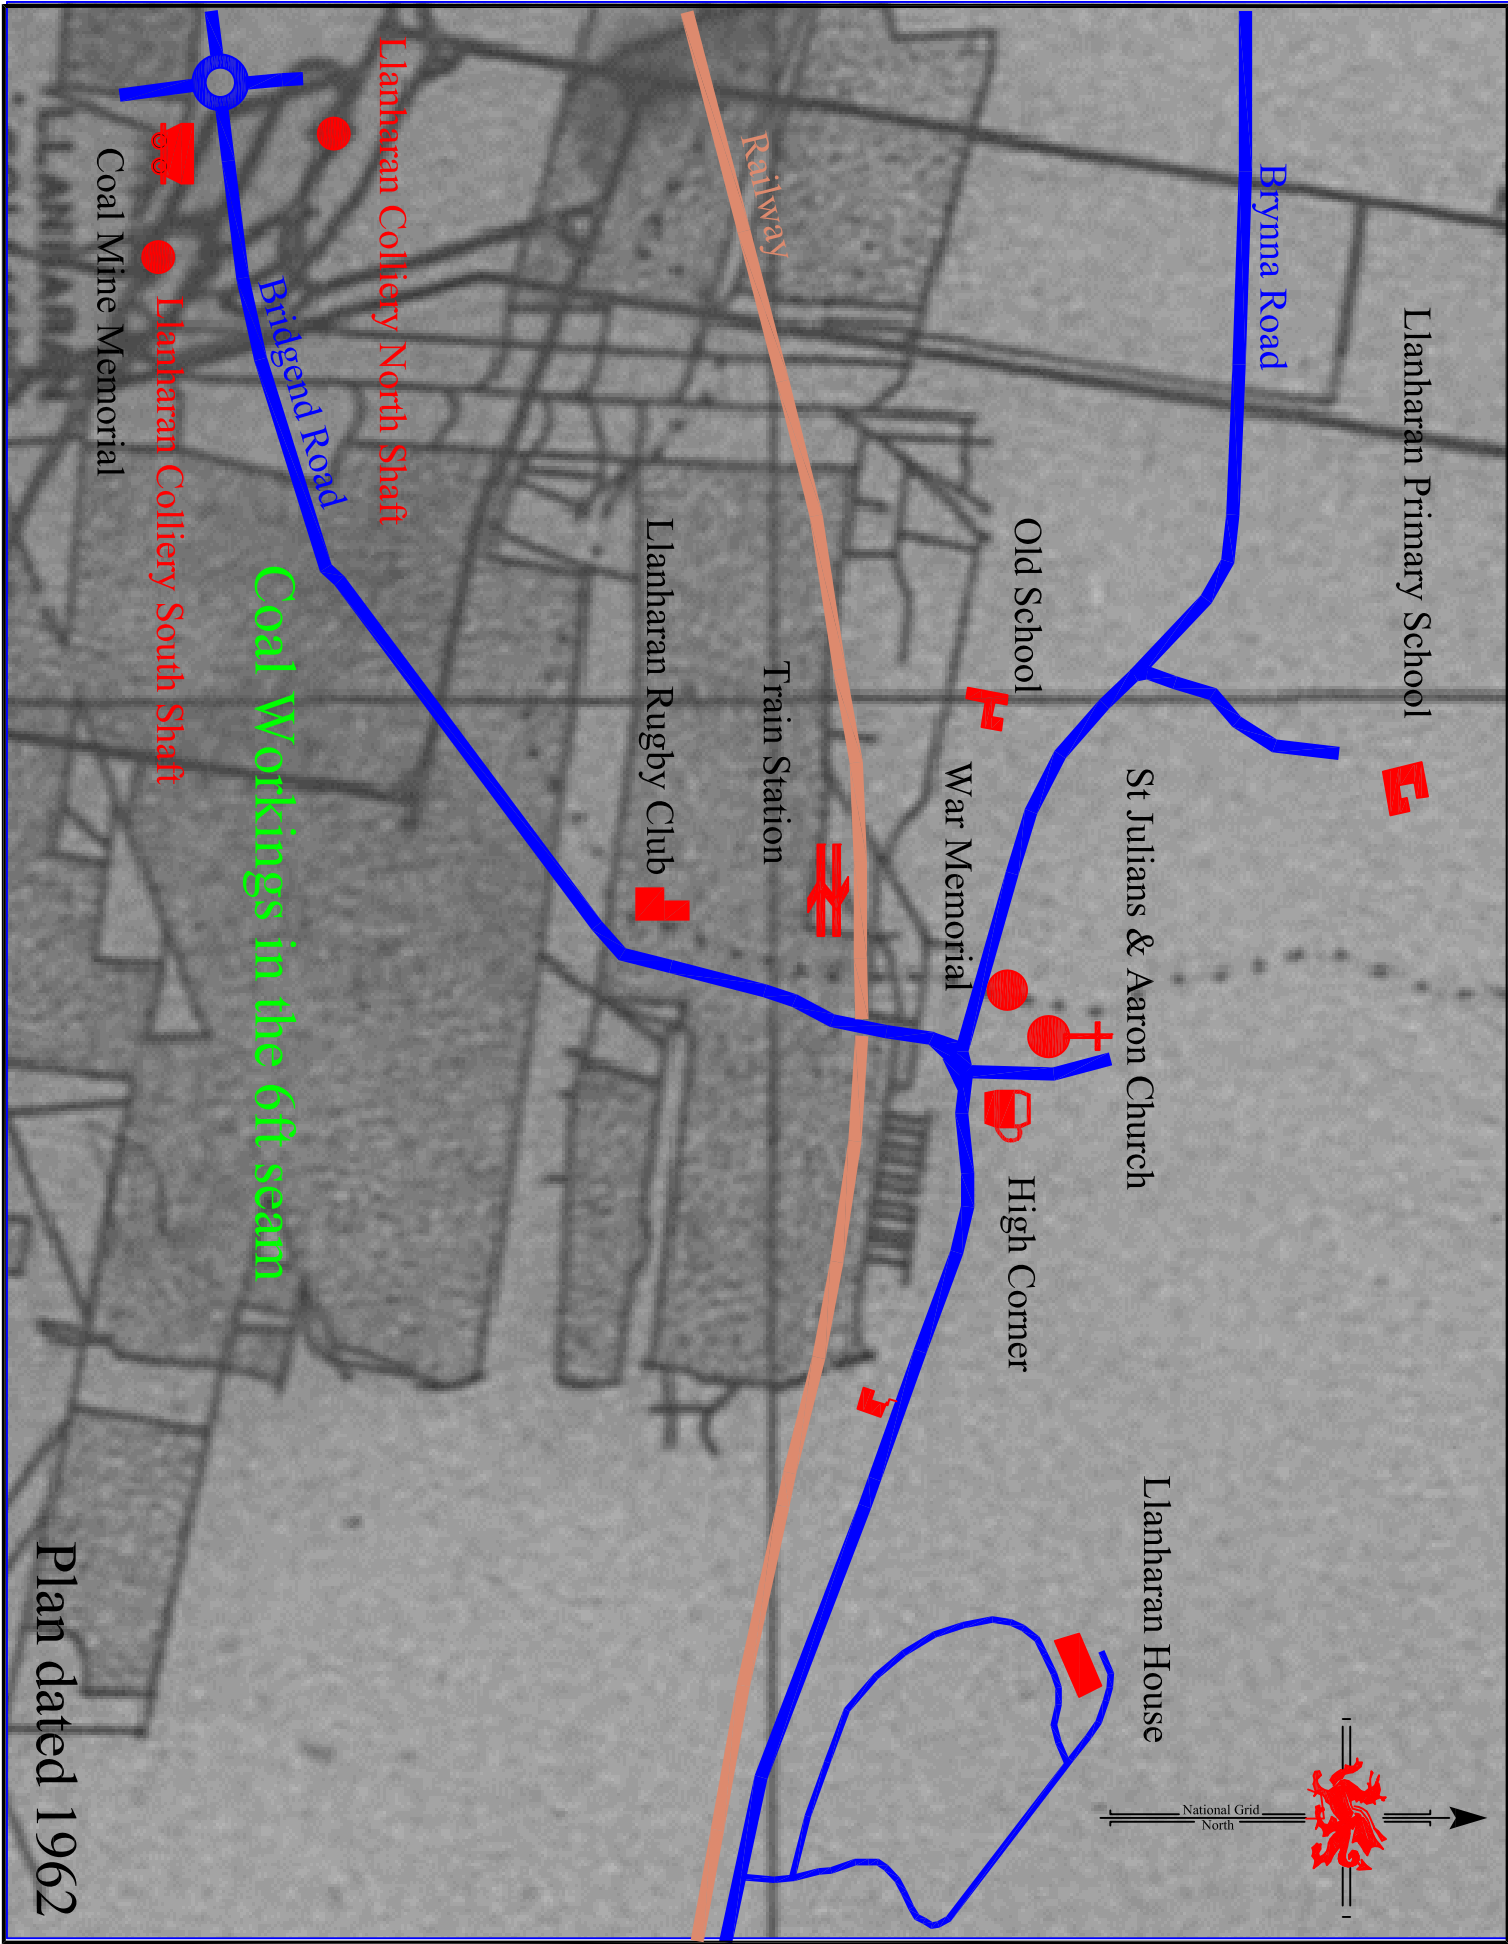 Llanharan Primary School
Brynna Road
Llanharan House
St Julians & Aaron Church
National Grid
North
Old School
High Corner
War Memorial
Train Station
Railway
Llanharan Rugby Club
Llanharan Colliery North Shaft
Bridgend Road
Coal Workings in the 6ft seam
Llanharan Colliery South Shaft
Coal Mine Memorial
Plan dated 1962